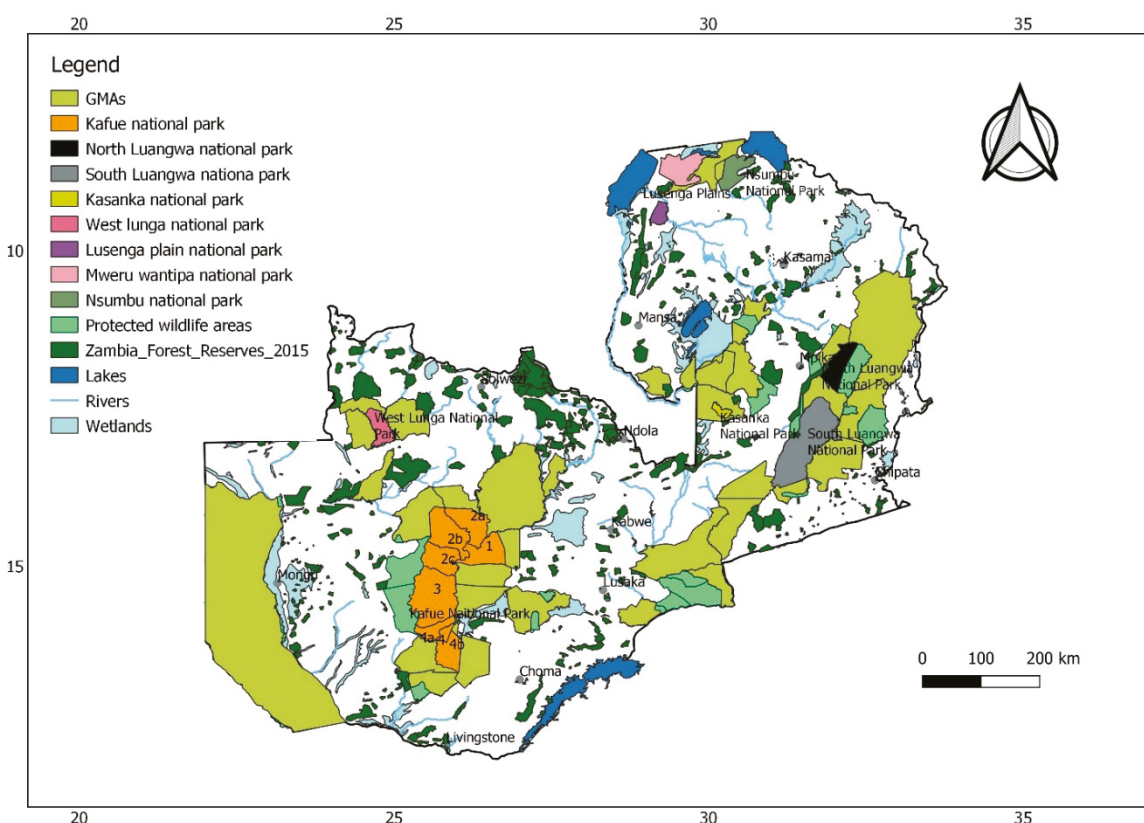 20 25 30 35
Legend
GMAs
Kafue national park
North Luangwa national park
South Luangwa nationa park
Kasanka national park
West lunga national park
Lusenga plain national park
Mweru wantipa national park
Nsumbu national park
Protected wildlife areas
Zambia_Forest_Reserves_2015
Lakes
Rivers
Wetlands
10
15
Nsumbu
National Park
Lusenga Plains
Kasama
Mansa
Mpika
North Luangwa
National Park
Solwezi
West Lunga National
Park
Kasanka
National Park
Ndola
South Luangwa
National Park
Chipata
2a
2b
1
2c
Kabwe
Mongu
3
Lusaka
Kafue National Park
4a
4
4b
Choma
Livingstone
0 100 200 km
20 25 30 35